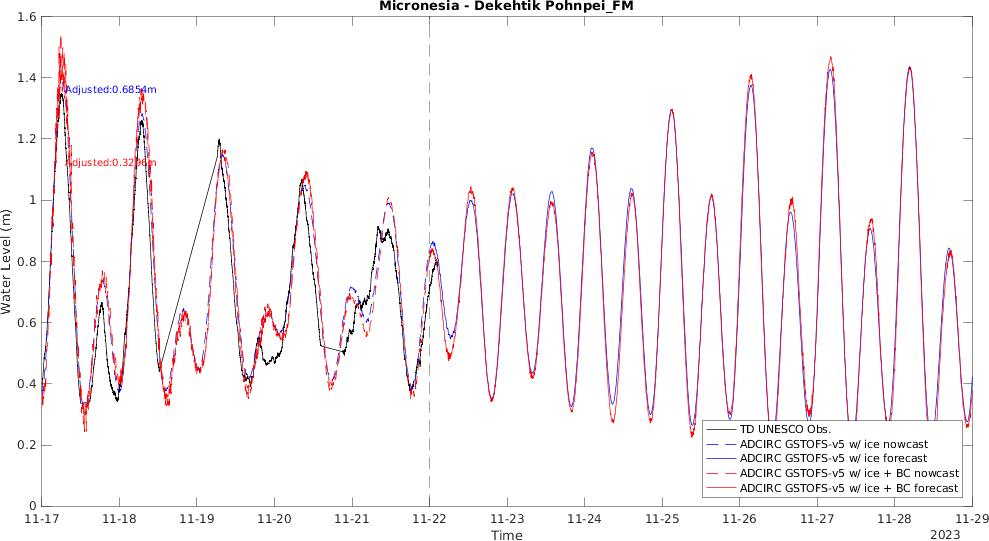 Micronesia - Dekehtik Pohnpei_FM
1.6
1.4
1.2
1
0.8
0.6
0.4
0.2
0
Water Level (m)
Adjusted:0.6854m
Adjusted:0.3296m
TD UNESCO Obs.
ADCIRC GSTOFS-v5 w/ ice nowcast
ADCIRC GSTOFS-v5 w/ ice forecast
ADCIRC GSTOFS-v5 w/ ice + BC nowcast
ADCIRC GSTOFS-v5 w/ ice + BC forecast
11-17 11-18 11-19 11-20 11-21 11-22 11-23 11-24 11-25 11-26 11-27 11-28 11-29
Time
2023